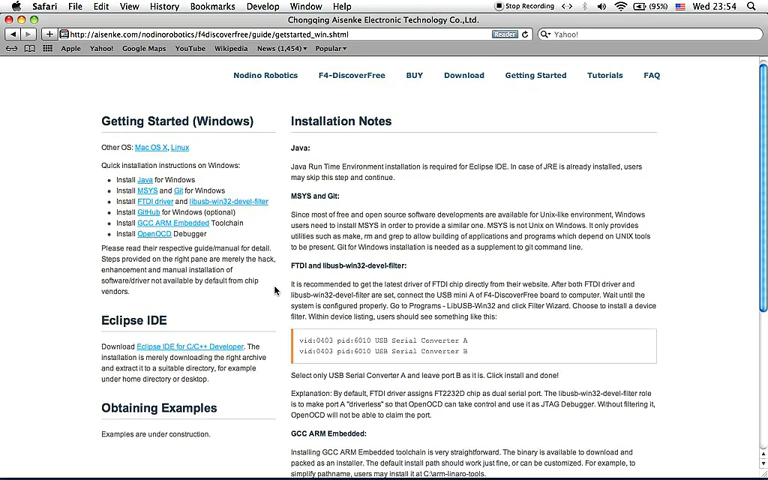 Safari File Edit View History Bookmarks Develop Window Help Stop Recording (95%) Wed 23:54
Chongqing Aisenke Electronic Technology Co.,Ltd.
http://aisenke.com/nodinorobotics/f4discoverfree/guide/getstarted_win.shtml Reader Yahoo!
Apple Yahoo! Google Maps YouTube Wikipedia News (1,454) Popular
Nodino Robotics F4-DiscoverFree BUY Download Getting Started Tutorials FAQ
Getting Started (Windows)
Other OS: Mac OS X, Linux
Quick installation instructions on Windows:
Install Java for Windows
Install MSYS and Git for Windows
Install FTDI driver and libusb-win32-devel-filter
Install GitHub for Windows (optional)
Install GCC ARM Embedded Toolchain
Install OpenOCD Debugger
Please read their respective guide/manual for detail.
Steps provided on the right pane are merely the hack,
enhancement and manual installation of
software/driver not available by default from chip
vendors.
Eclipse IDE
Download Eclipse IDE for C/C++ Developer. The
installation is merely downloading the right archive
and extract it to a suitable directory, for example
under home directory or desktop.
Obtaining Examples
Examples are under construction.
Installation Notes
Java:
Java Run Time Environment installation is required for Eclipse IDE. In case of JRE is already installed, users
may skip this step and continue.
MSYS and Git:
Since most of free and open source software developments are available for Unix-like environment, Windows
users need to install MSYS in order to provide a similar one. MSYS is not Unix on Windows. It only provides
utilities such as make, rm and grep to allow building of applications and programs which depend on UNIX tools
to be present. Git for Windows installation is needed as a supplement to git command line.
FTDI and libusb-win32-devel-filter:
It is recommended to get the latest driver of FTDI chip directly from their website. After both FTDI driver and
libusb-win32-devel-filter are set, connect the USB mini A of F4-DiscoverFree board to computer. Wait until the
system is configured properly. Go to Programs - LibUSB-Win32 and click Filter Wizard. Choose to install a device
filter. Within device listing, users should see something like this:
vid:0403 pid:6010 USB Serial Converter A
vid:0403 pid:6010 USB Serial Converter B
Select only USB Serial Converter A and leave port B as it is. Click install and done!
Explanation: By default, FTDI driver assigns FT2232D chip as dual serial port. The libusb-win32-devel-filter role
is to make port A "driverless" so that OpenOCD can take control and use it as JTAG Debugger. Without filtering it,
OpenOCD will not be able to claim the port.
GCC ARM Embedded:
Installing GCC ARM Embedded toolchain is very straightforward. The binary is available to download and
packed as an installer. The default install path should work just fine, or can be customized. For example, to
simplify pathname, users may install it at C:\arm-linaro-tools.